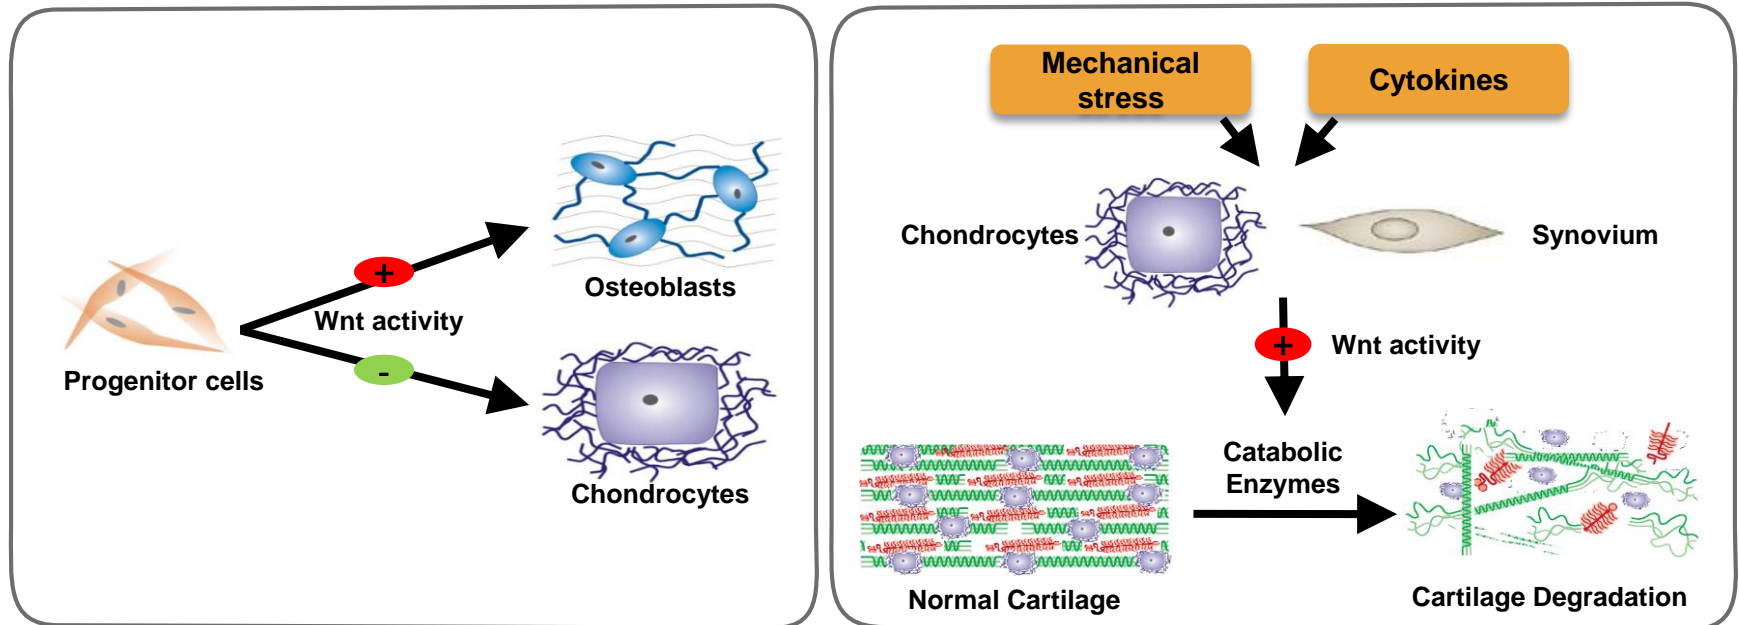 +
Wnt activity
-
Progenitor cells
Osteoblasts
Chondrocytes
Mechanical
stress
Cytokines
Chondrocytes
Synovium
+
Wnt activity
Catabolic
Enzymes
Normal Cartilage
Cartilage Degradation